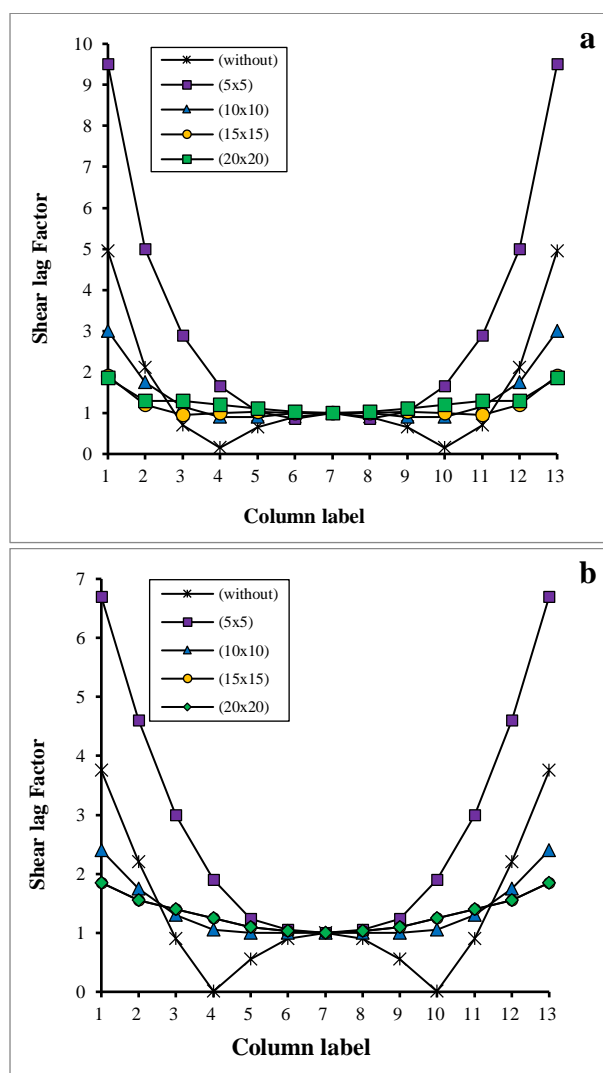 a
10
9
8
7
6
5
4
3
2
1
0
Shear lag Factor
(without)
(5x5)
(10x10)
(15x15)
(20x20)
1 2 3 4 5 6 7 8 9 10 11 12 13
Column label
b
7
6
5
4
3
2
1
0
Shear lag Factor
(without)
(5x5)
(10x10)
(15x15)
(20x20)
1 2 3 4 5 6 7 8 9 10 11 12 13
Column label